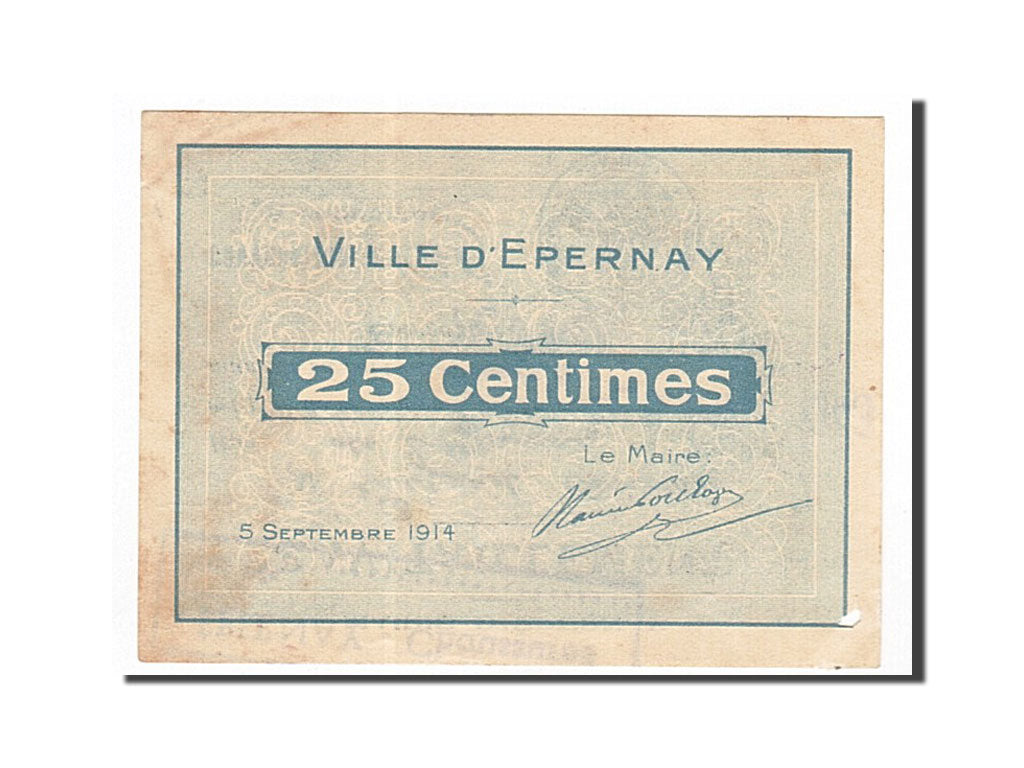 VILLE D'EPERNAY
25 Centimes
Le Maire:
5 SEPTEMBRE 1914